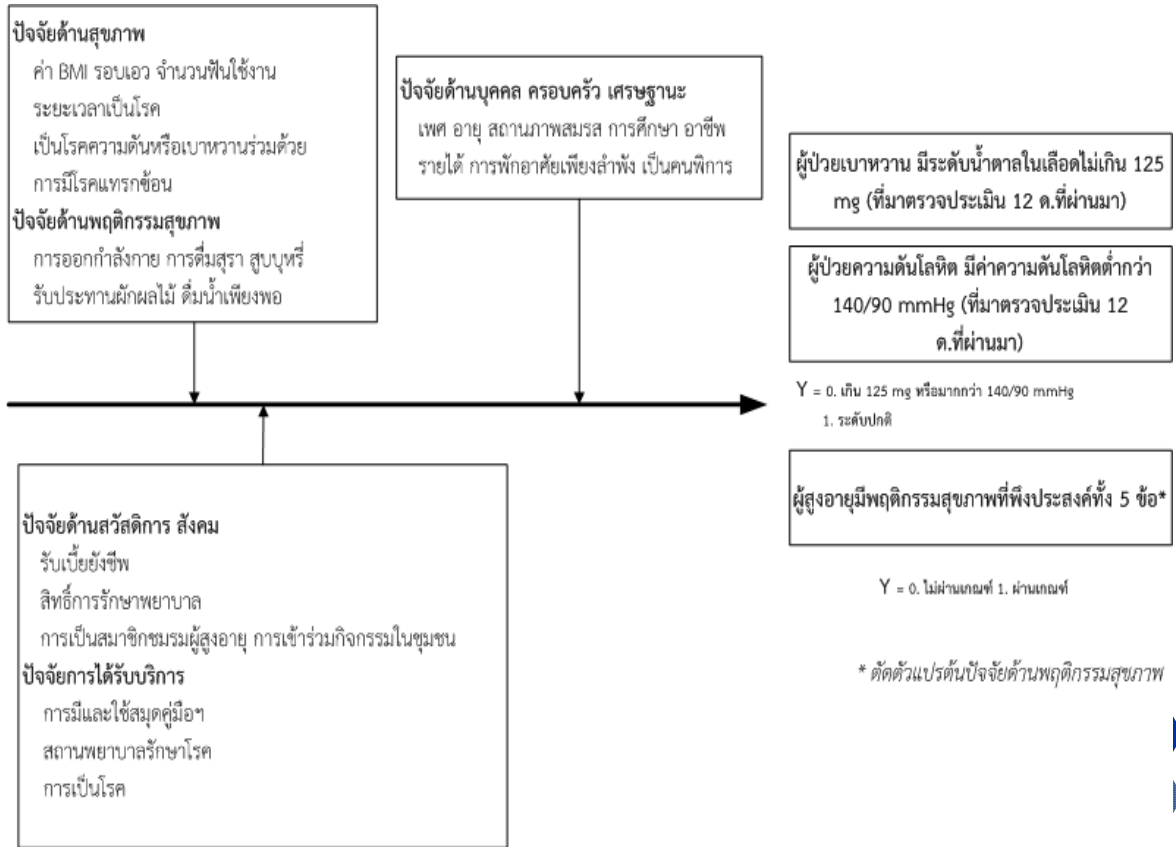 ปัจจัยด้านสุขภาพ
ค่า BMI รอบเอว จำนวนฟันใช้งาน
ระยะเวลาเป็นโรค
เป็นโรคความดันหรือเบาหวานร่วมด้วย
การมีโรคแทรกซ้อน
ปัจจัยด้านพฤติกรรมสุขภาพ
การออกกำลังกาย การดื่มสุรา สูบบุหรี่
รับประทานผักผลไม้ ดื่มน้ำเพียงพอ
ปัจจัยด้านบุคคล ครอบครัว เศรษฐานะ
เพศ อายุ สถานภาพสมรส การศึกษา อาชีพ
รายได้ การพักอาศัยเพียงลำพัง เป็นคนพิการ
ผู้ป่วยเบาหวาน มีระดับน้ำตาลในเลือดไม่เกิน 125
mg (ที่มาตรวจประเมิน 12 ด.ที่ผ่านมา)
ผู้ป่วยความดันโลหิต มีค่าความดันโลหิตต่ำกว่า
140/90 mmHg (ที่มาตรวจประเมิน 12
ด.ที่ผ่านมา)
Y = 0. เกิน 125 mg หรือมากกว่า 140/90 mmHg
1. ระดับปกติ
ผู้สูงอายุมีพฤติกรรมสุขภาพที่พึงประสงค์ทั้ง 5 ข้อ*
Y = 0. ไม่ผ่านเกณฑ์ 1. ผ่านเกณฑ์
* ตัดตัวแปรต้นปัจจัยด้านพฤติกรรมสุขภาพ
ปัจจัยด้านสวัสดิการ สังคม
รับเบี้ยยังชีพ
สิทธิ์การรักษาพยาบาล
การเป็นสมาชิกชมรมผู้สูงอายุ การเข้าร่วมกิจกรรมในชุมชน
ปัจจัยการได้รับบริการ
การมีและใช้สมุดคู่มือฯ
สถานพยาบาลรักษาโรค
การเป็นโรค